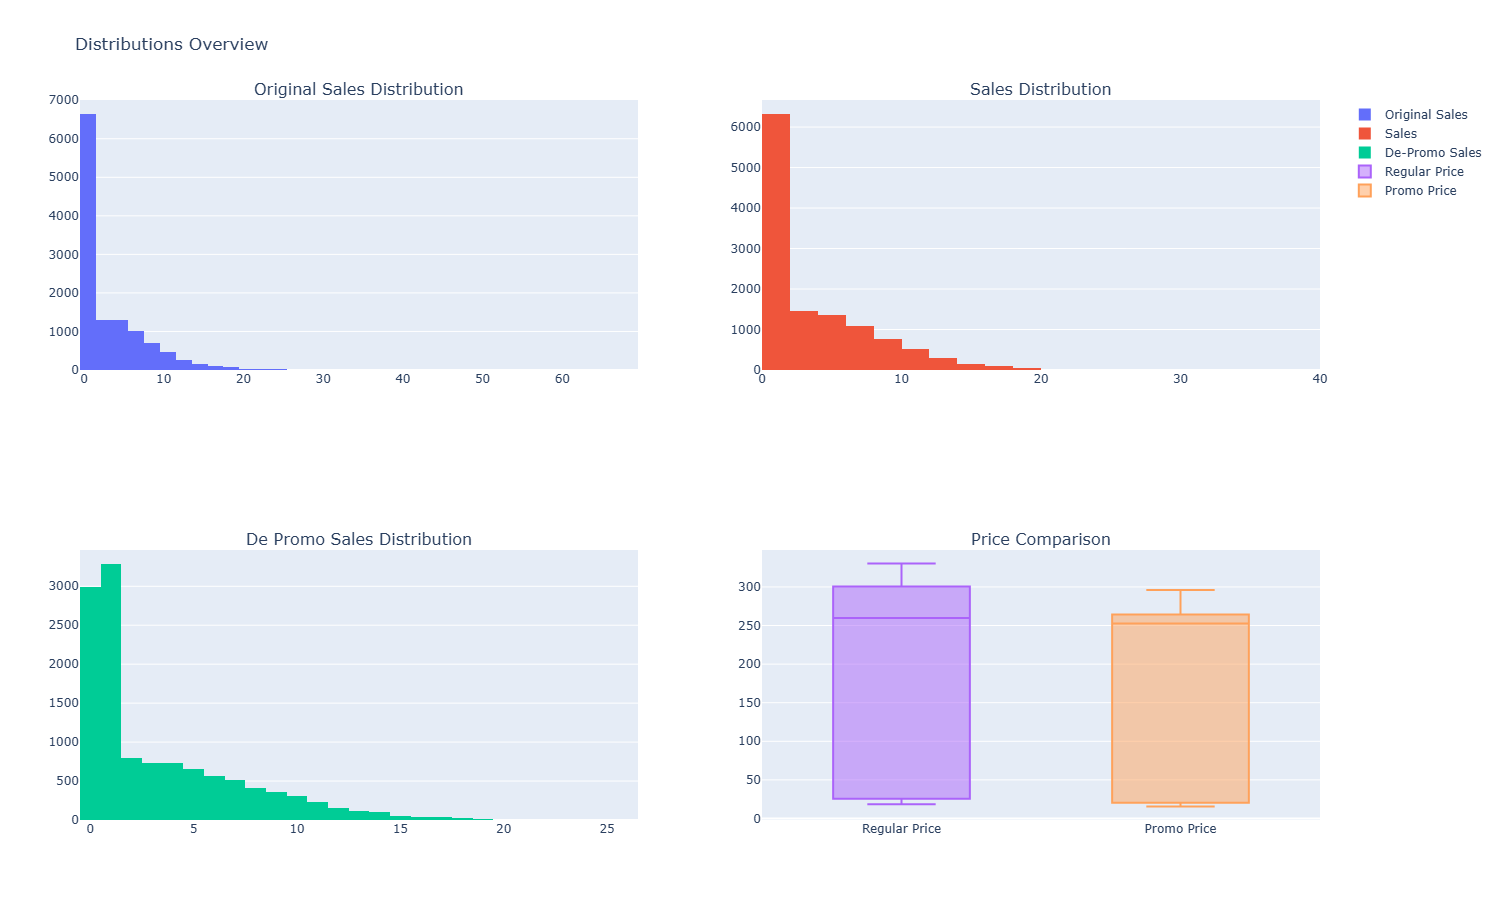 Distributions Overview
Original Sales Distribution
7000
6000
5000
4000
3000
2000
1000
0
0 10 20 30 40 50 60
Sales Distribution
6000
5000
4000
3000
2000
1000
0
0 10 20 30 40
Original Sales
Sales
De-Promo Sales
Regular Price
Promo Price
De Promo Sales Distribution
3000
2500
2000
1500
1000
500
0
0 5 10 15 20 25
Price Comparison
300
250
200
150
100
50
0
Regular Price Promo Price